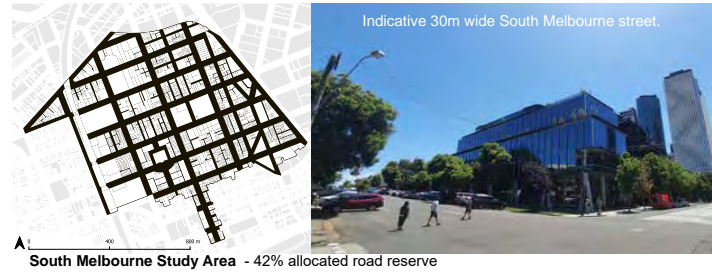 Indicative 30m wide South Melbourne street.
0 400 800 m
South Melbourne Study Area - 42% allocated road reserve